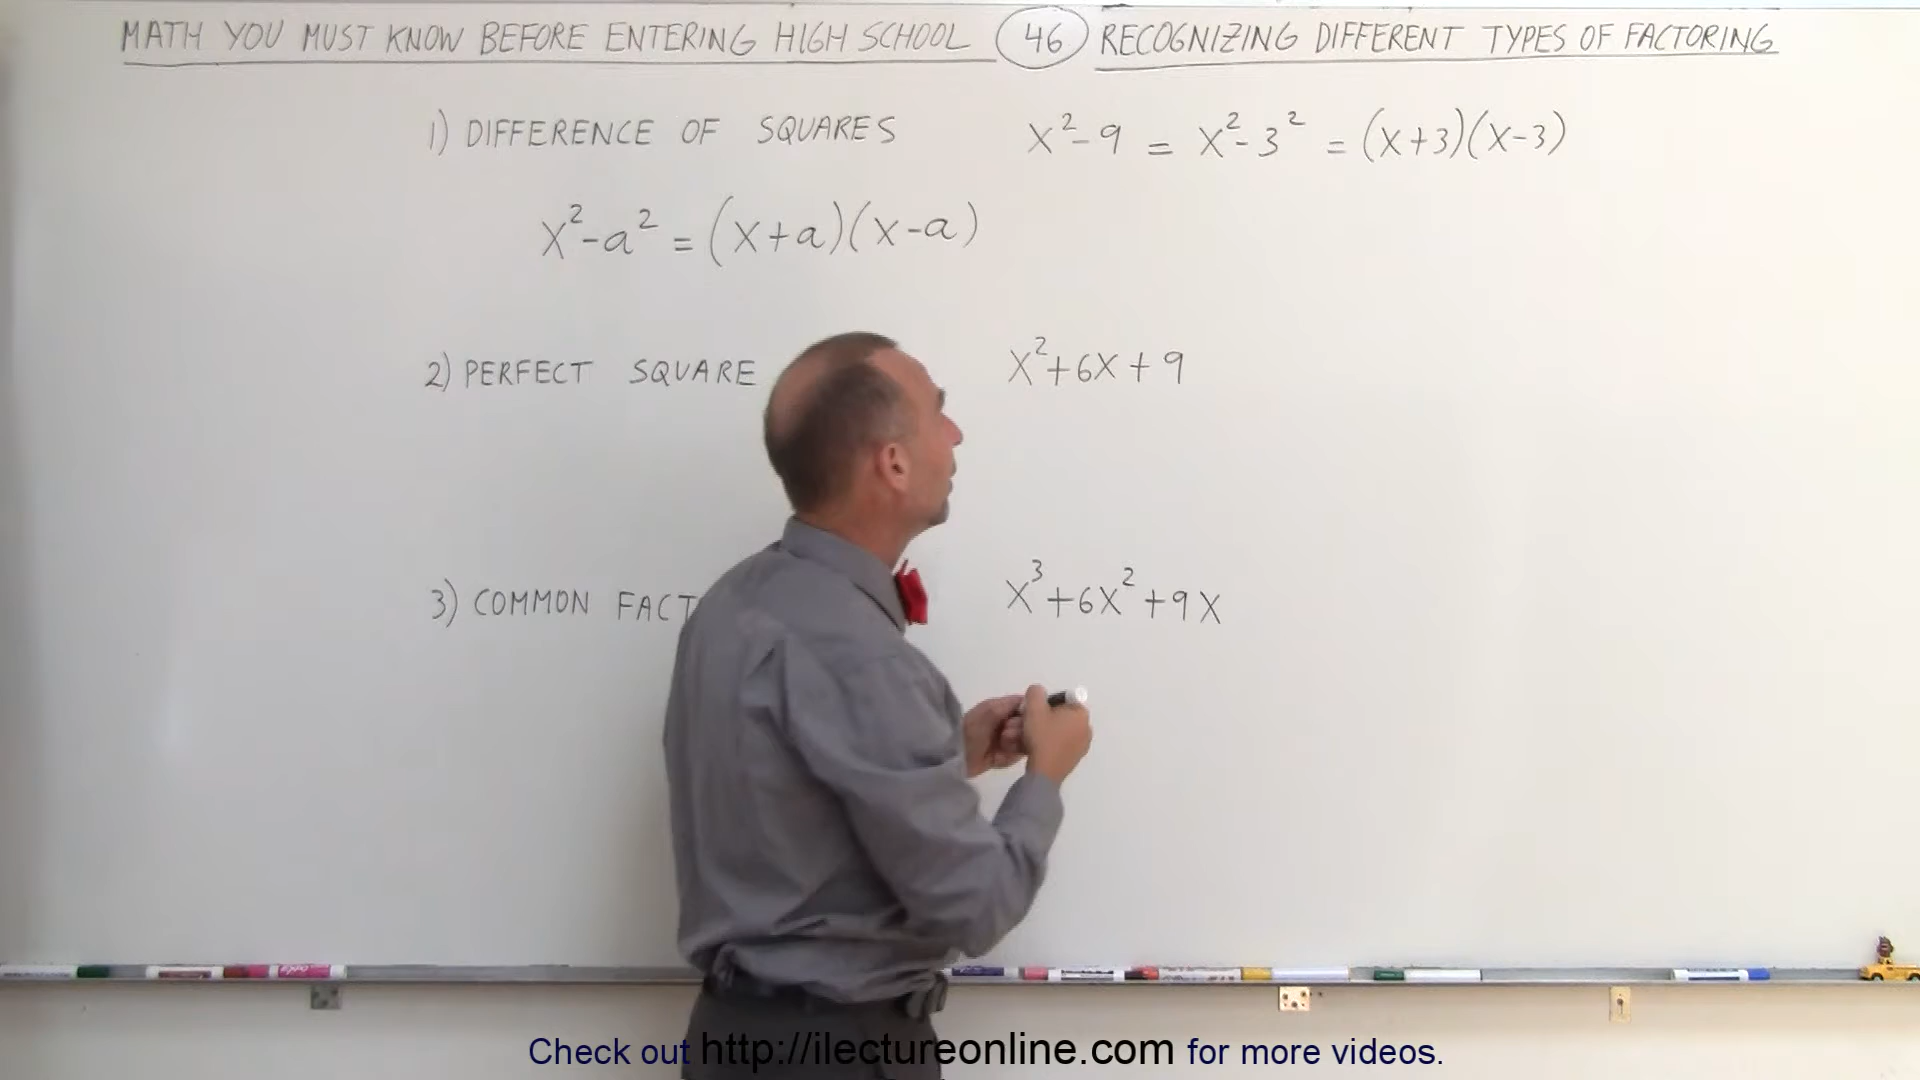 MATH YOU MUST KNOW BEFORE ENTERING HIGH SCHOOL 46 RECOGNIZING DIFFERENT TYPES OF FACTORING
1) DIFFERENCE OF SQUARES x²-9 = x²-3² = (x+3)(x-3)
x²-a² = (x+a)(x-a)
2) PERFECT SQUARE x²+6x+9
3) COMMON FACT x³+6x²+9x
EXPO
Check out http://ilectureonline.com for more videos.